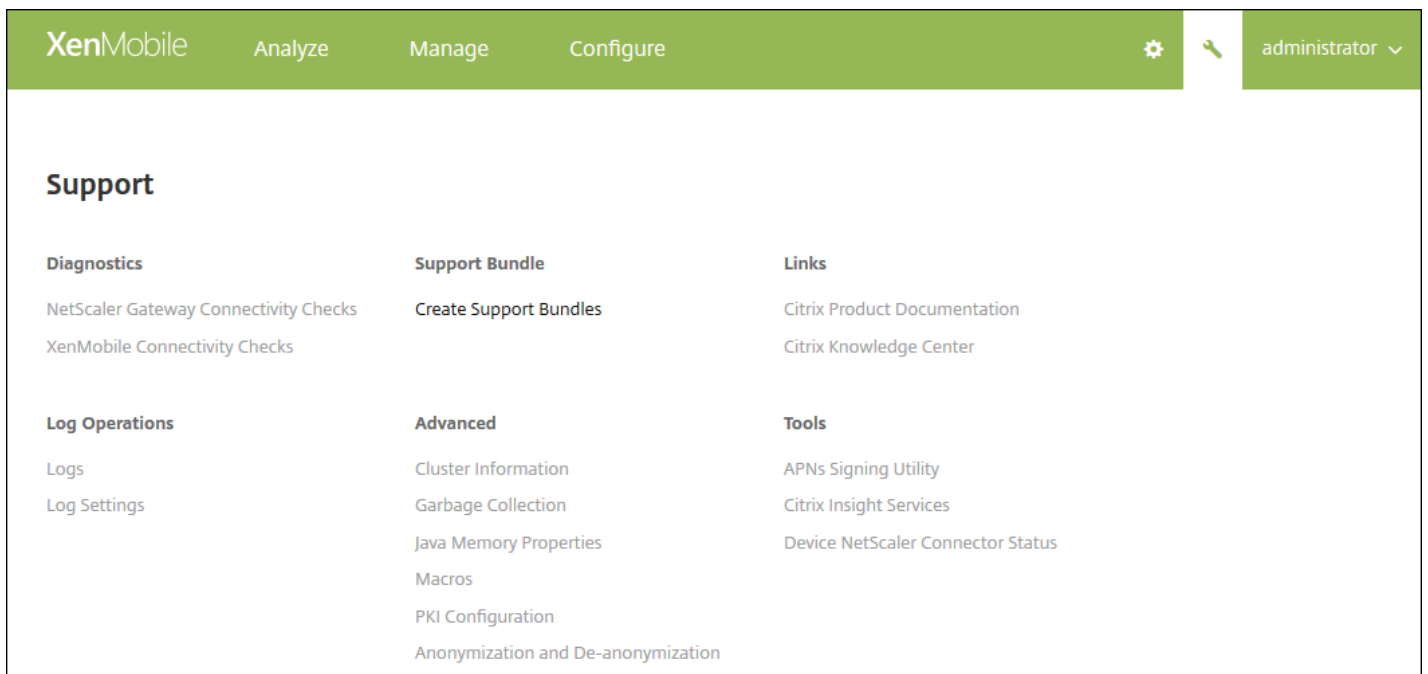 XenMobile Analyze Manage Configure administrator
Support
Diagnostics
NetScaler Gateway Connectivity Checks
XenMobile Connectivity Checks
Support Bundle
Create Support Bundles
Links
Citrix Product Documentation
Citrix Knowledge Center
Log Operations
Logs
Log Settings
Advanced
Cluster Information
Garbage Collection
Java Memory Properties
Macros
PKI Configuration
Anonymization and De-anonymization
Tools
APNs Signing Utility
Citrix Insight Services
Device NetScaler Connector Status